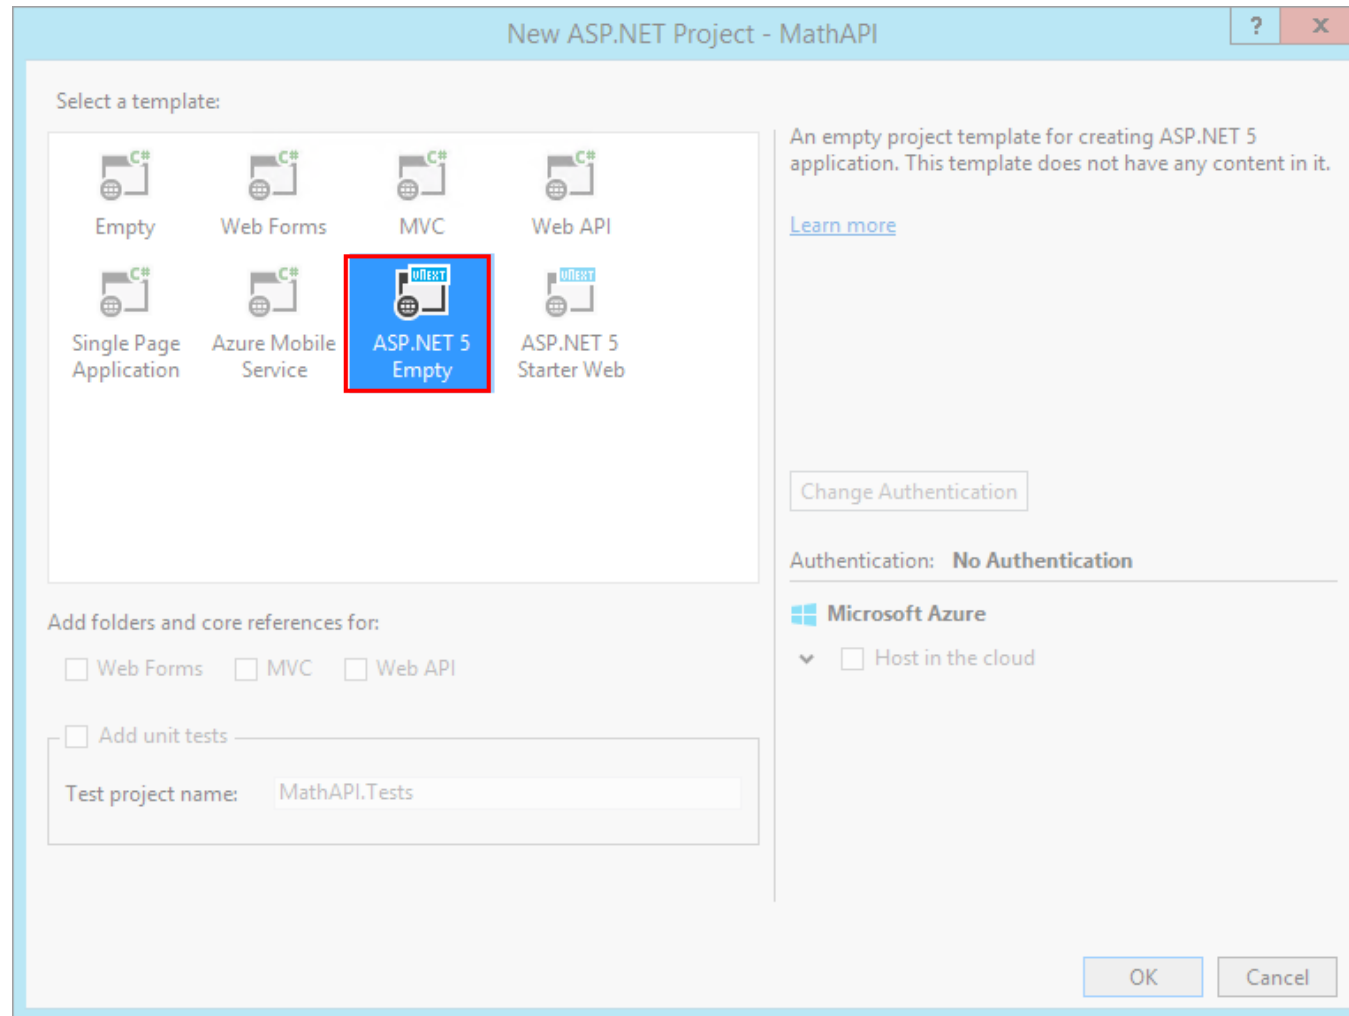 New ASP.NET Project - MathAPI
?
x
Select a template:
C#
C#
C#
C#
Empty
Web Forms
MVC
Web API
C#
C#
vNEXT
vNEXT
Single Page
Application
Azure Mobile
Service
ASP.NET 5
Empty
ASP.NET 5
Starter Web
An empty project template for creating ASP.NET 5
application. This template does not have any content in it.
Learn more
Change Authentication
Authentication: No Authentication
Microsoft Azure
Host in the cloud
Add folders and core references for:
Web Forms MVC Web API
Add unit tests
Test project name: MathAPI.Tests
OK
Cancel